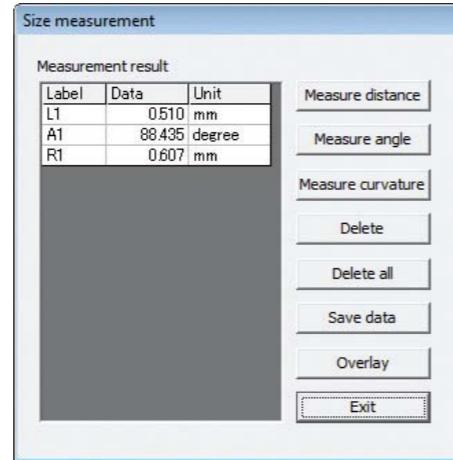 Size measurement
Measurement result
Label Data Unit
L1 0.510 mm
A1 88.435 degree
R1 0.607 mm
Measure distance
Measure angle
Measure curvature
Delete
Delete all
Save data
Overlay
Exit